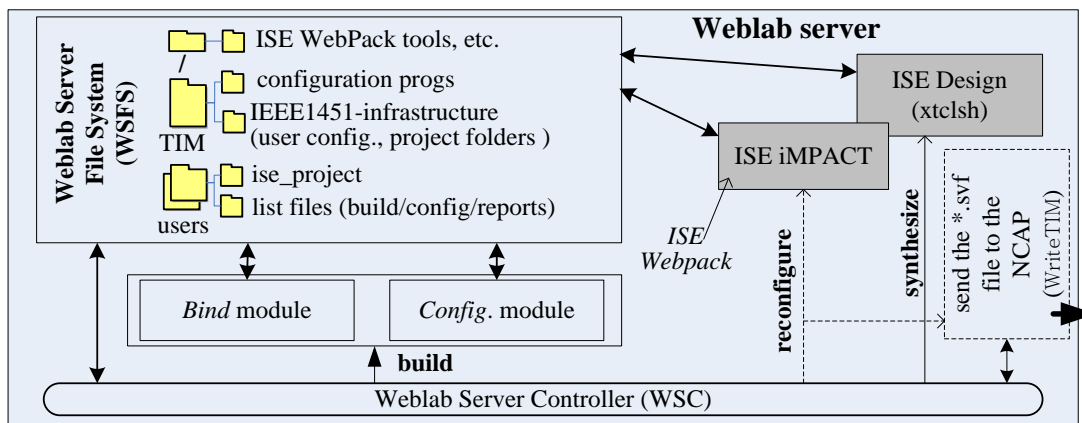 Weblab server
Weblab Server
File System
(WSFS)
ISE WebPack tools, etc.
/
configuration progs
TIM
IEEE1451-infrastructure
(user config., project folders )
ise_project
users
list files (build/config/reports)
ISE Design
(xtclsh)
ISE iMPACT
ISE
Webpack
reconfigure
synthesize
send the *.svf
file to the
NCAP
(WriteTIM)
Bind module
Config. module
build
Weblab Server Controller (WSC)